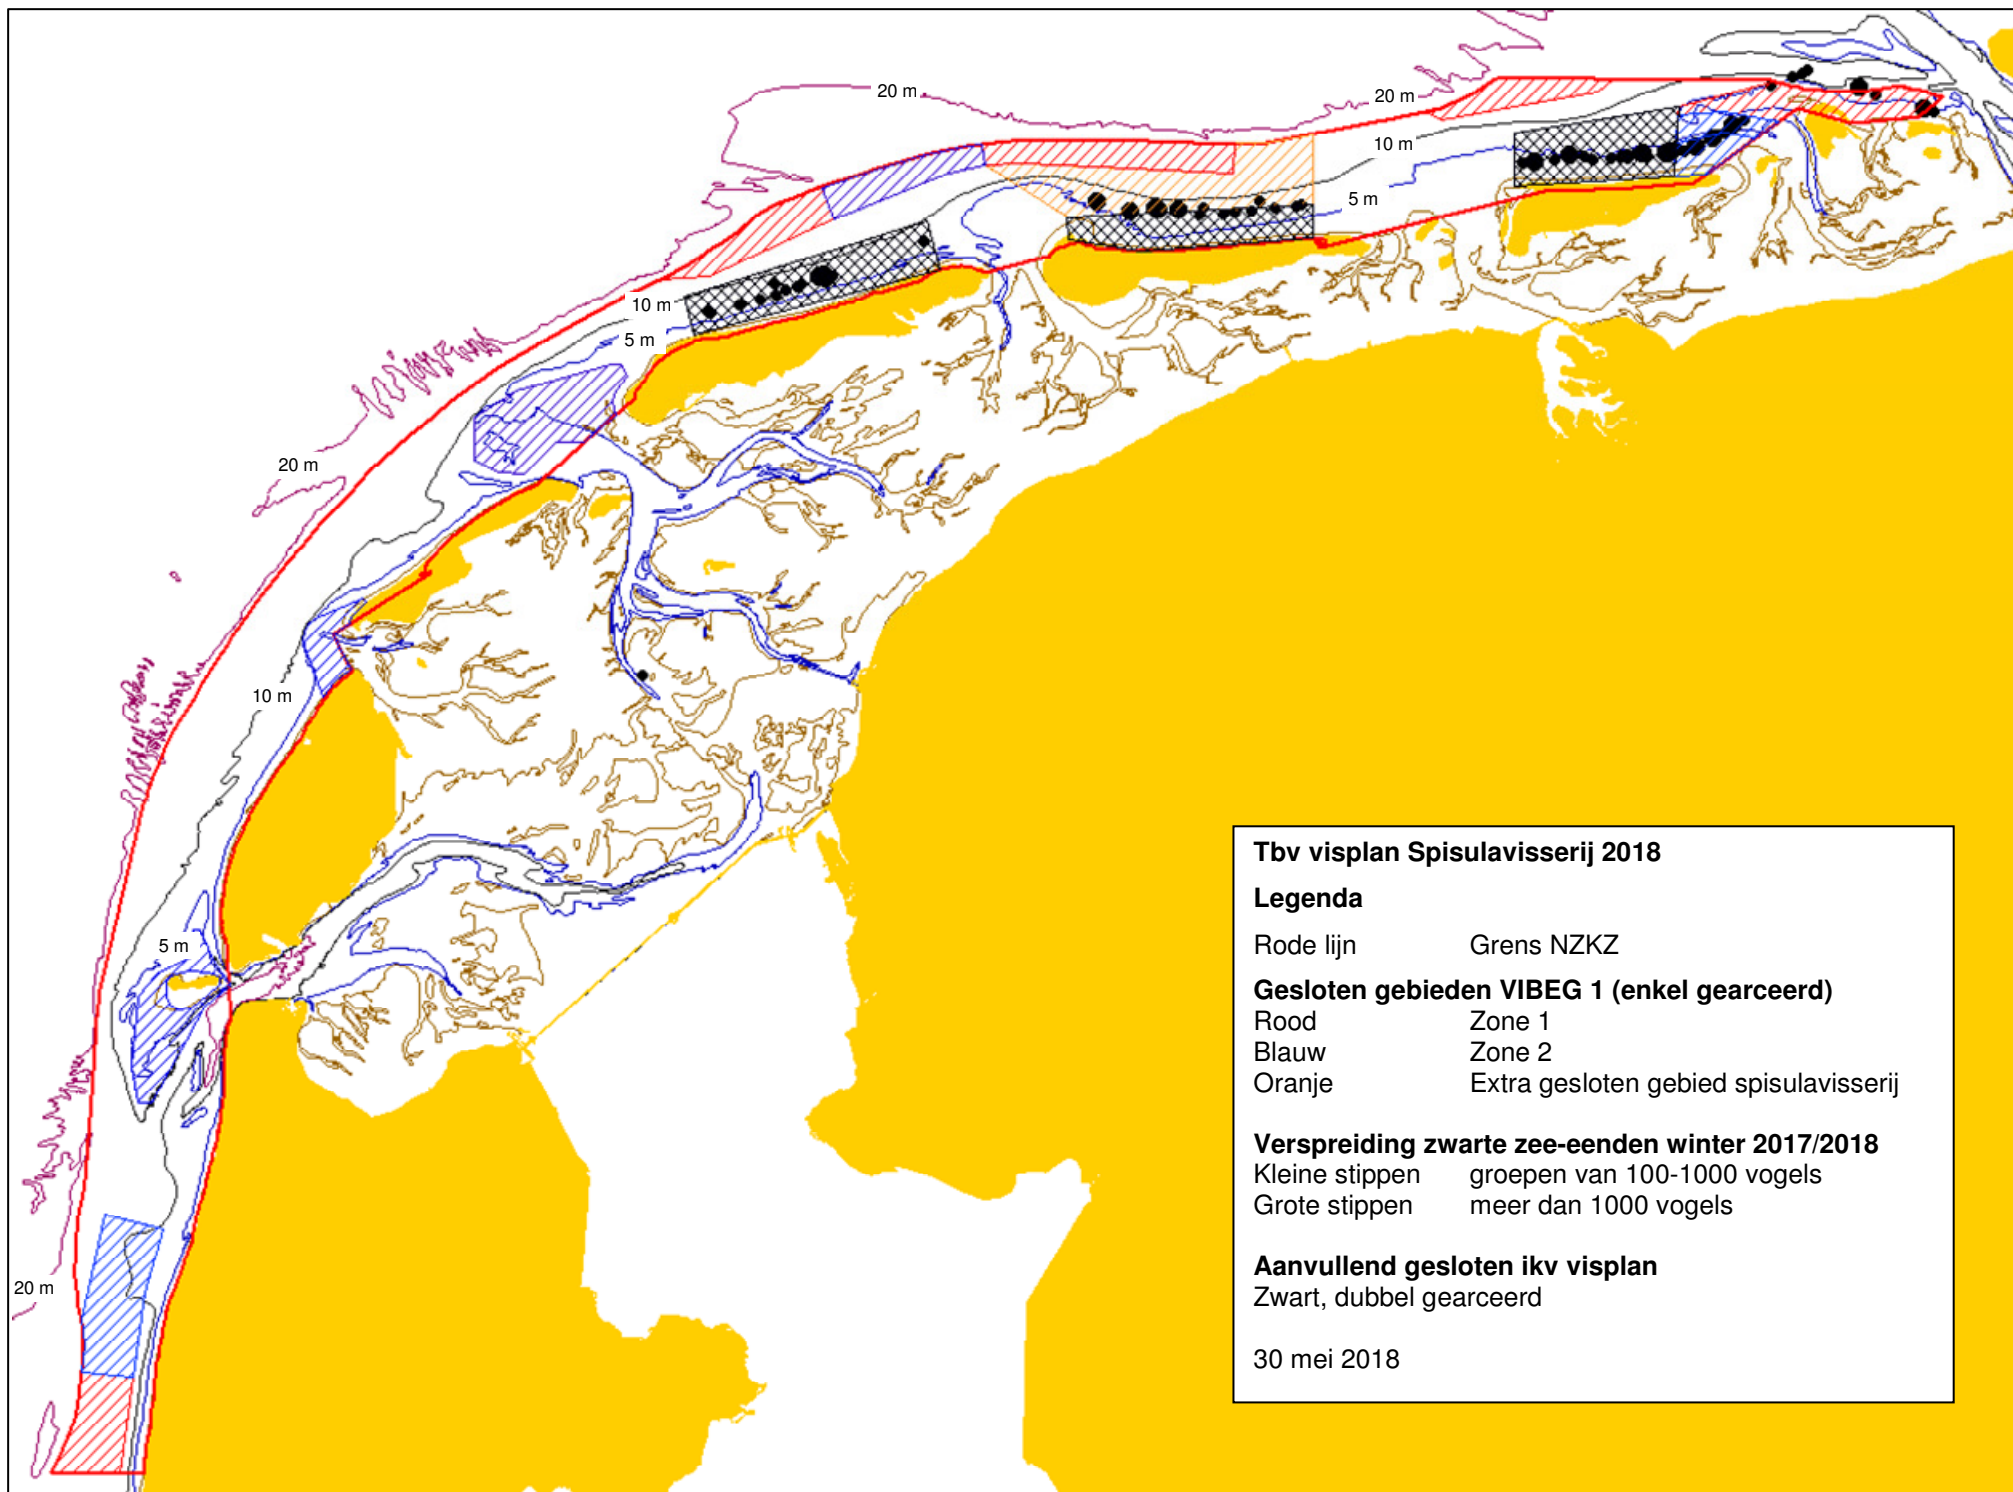 20 m
20 m
10 m
5 m
10 m
5 m
20 m
10 m
5 m
20 m
Tbv visplan Spisulavisserij 2018
Legenda
Rode lijn Grens NZKZ
Gesloten gebieden VIBEG 1 (enkel gearceerd)
Rood Zone 1
Blauw Zone 2
Oranje Extra gesloten gebied spisulavisserij
Verspreiding zwarte zee-eenden winter 2017/2018
Kleine stippen groepen van 100-1000 vogels
Grote stippen meer dan 1000 vogels
Aanvullend gesloten ikv visplan
Zwart, dubbel gearceerd
30 mei 2018